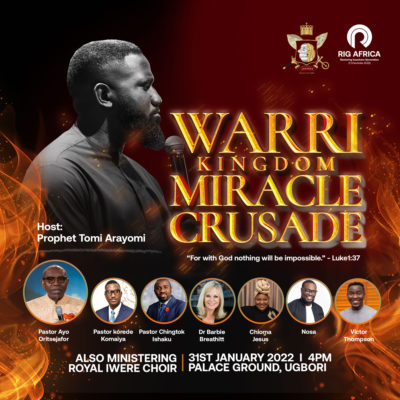 RIG AFRICA
WARRI
KINGDOM
MIRACLE
CRUSADE
"For with God nothing will be impossible." - Luke1:37
Host:
Prophet Tomi Arayomi
Pastor Ayo
Oritsejafor
Pastor kórede
Komaiya
Pastor Chingtok
Ishaku
Dr Barbie
Breathitt
Chioma
Jesus
Nosa
Victor
Thompson
ALSO MINISTERING
ROYAL IWERE CHOIR
31ST JANUARY 2022 I 4PM
PALACE GROUND, UGBORI